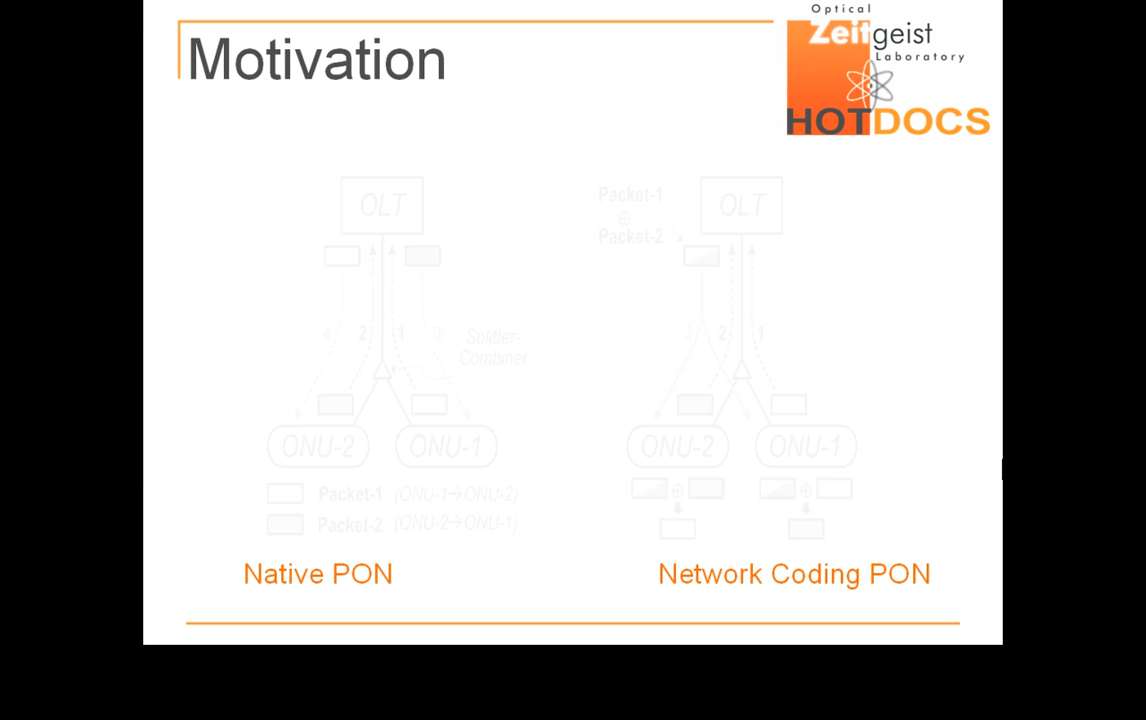 Optical
Zeitgeist
Laboratory
HOTDOCS
Motivation
OLT
4
2
1
3
Splitter-
Combiner
ONU-2
ONU-1
Packet-1 (ONU-1→ONU-2)
Packet-2 (ONU-2→ONU-1)
Native PON
Packet-1
⊕
Packet-2
OLT
3
2
1
ONU-2
ONU-1
⊕
⊕
Network Coding PON